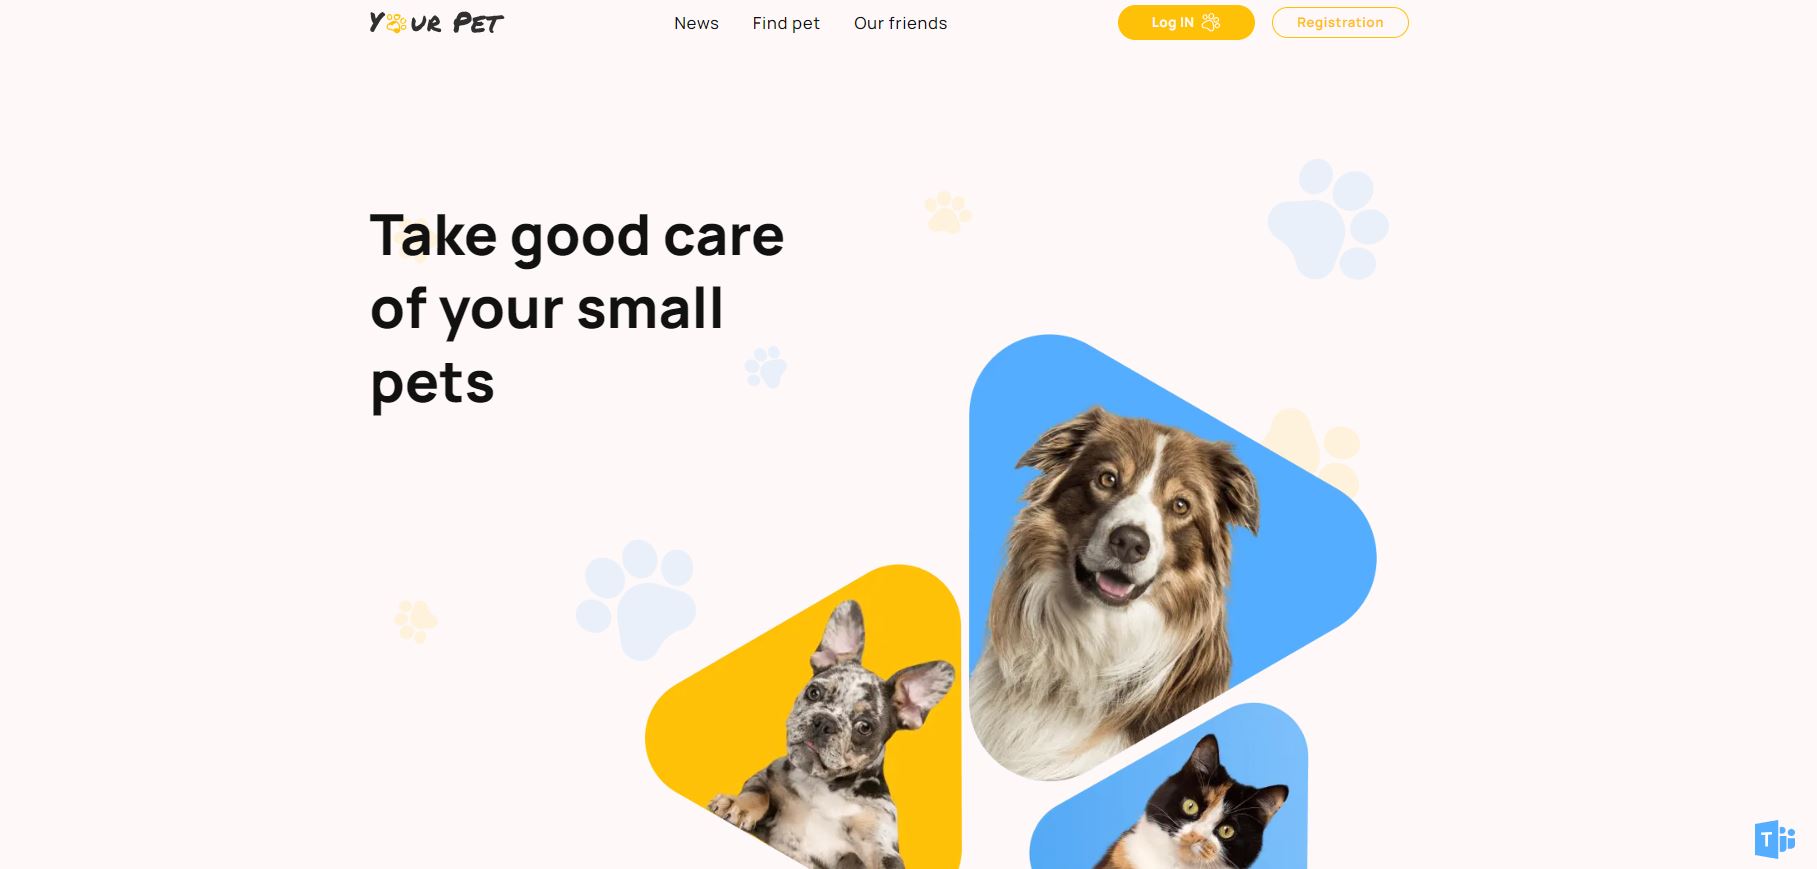 Your Pet
News Find pet Our friends
Log IN Registration
Take good care
of your small
pets
T